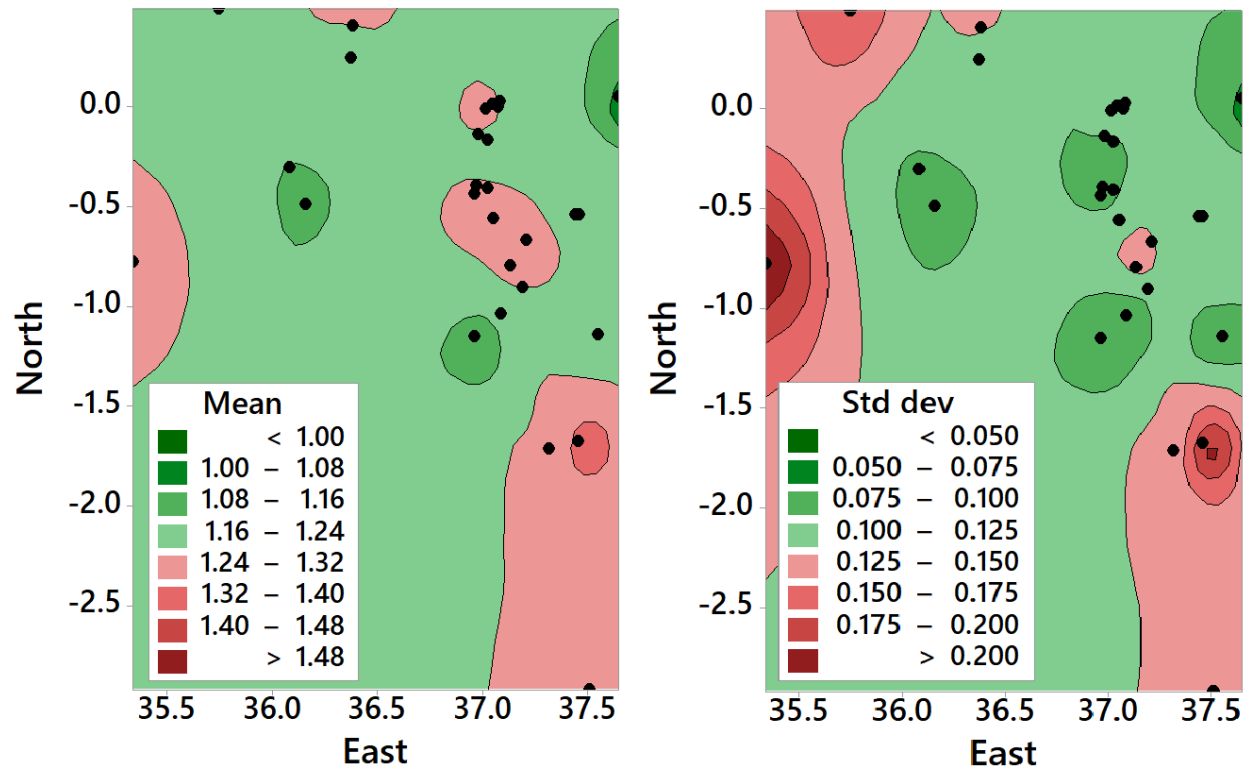 0.0
-0.5
-1.0
-1.5
-2.0
-2.5
North
Mean
< 1.00
1.00 – 1.08
1.08 – 1.16
1.16 – 1.24
1.24 – 1.32
1.32 – 1.40
1.40 – 1.48
> 1.48
35.5 36.0 36.5 37.0 37.5
East
0.0
-0.5
-1.0
-1.5
-2.0
-2.5
North
Std dev
< 0.050
0.050 – 0.075
0.075 – 0.100
0.100 – 0.125
0.125 – 0.150
0.150 – 0.175
0.175 – 0.200
> 0.200
35.5 36.0 36.5 37.0 37.5
East